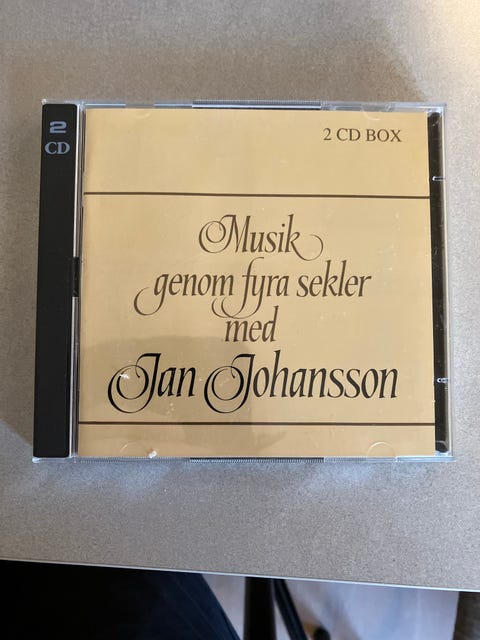 2
CD
2 CD BOX
Musik
genom fyra sekler
med
Jan Johansson